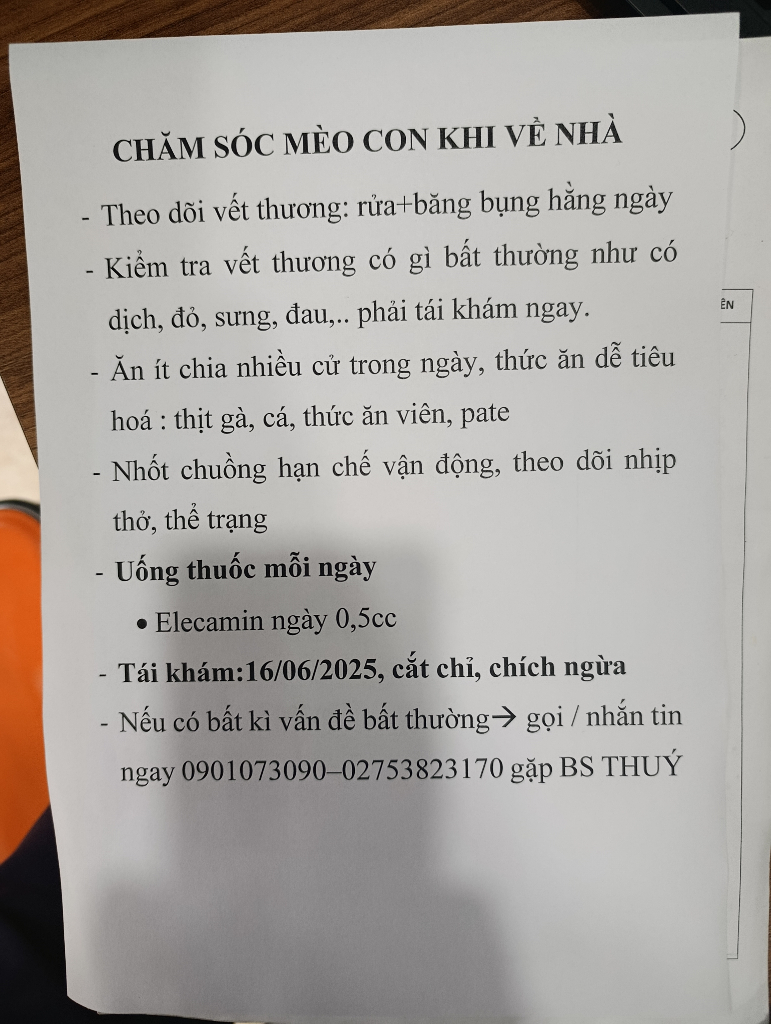 CHĂM SÓC MÈO CON KHI VỀ NHÀ
- Theo dõi vết thương: rửa+băng bụng hằng ngày
- Kiểm tra vết thương có gì bất thường như có
dịch, đỏ, sưng, đau,.. phải tái khám ngay.
- Ăn ít chia nhiều cử trong ngày, thức ăn dễ tiêu
hoá : thịt gà, cá, thức ăn viên, pate
- Nhốt chuồng hạn chế vận động, theo dõi nhịp
thở, thể trạng
- Uống thuốc mỗi ngày
• Elecamin ngày 0,5cc
- Tái khám:16/06/2025, cắt chỉ, chích ngừa
- Nếu có bất kì vấn đề bất thường→ gọi / nhắn tin
ngay 0901073090–02753823170 gặp BS THUÝ
)
ÊN